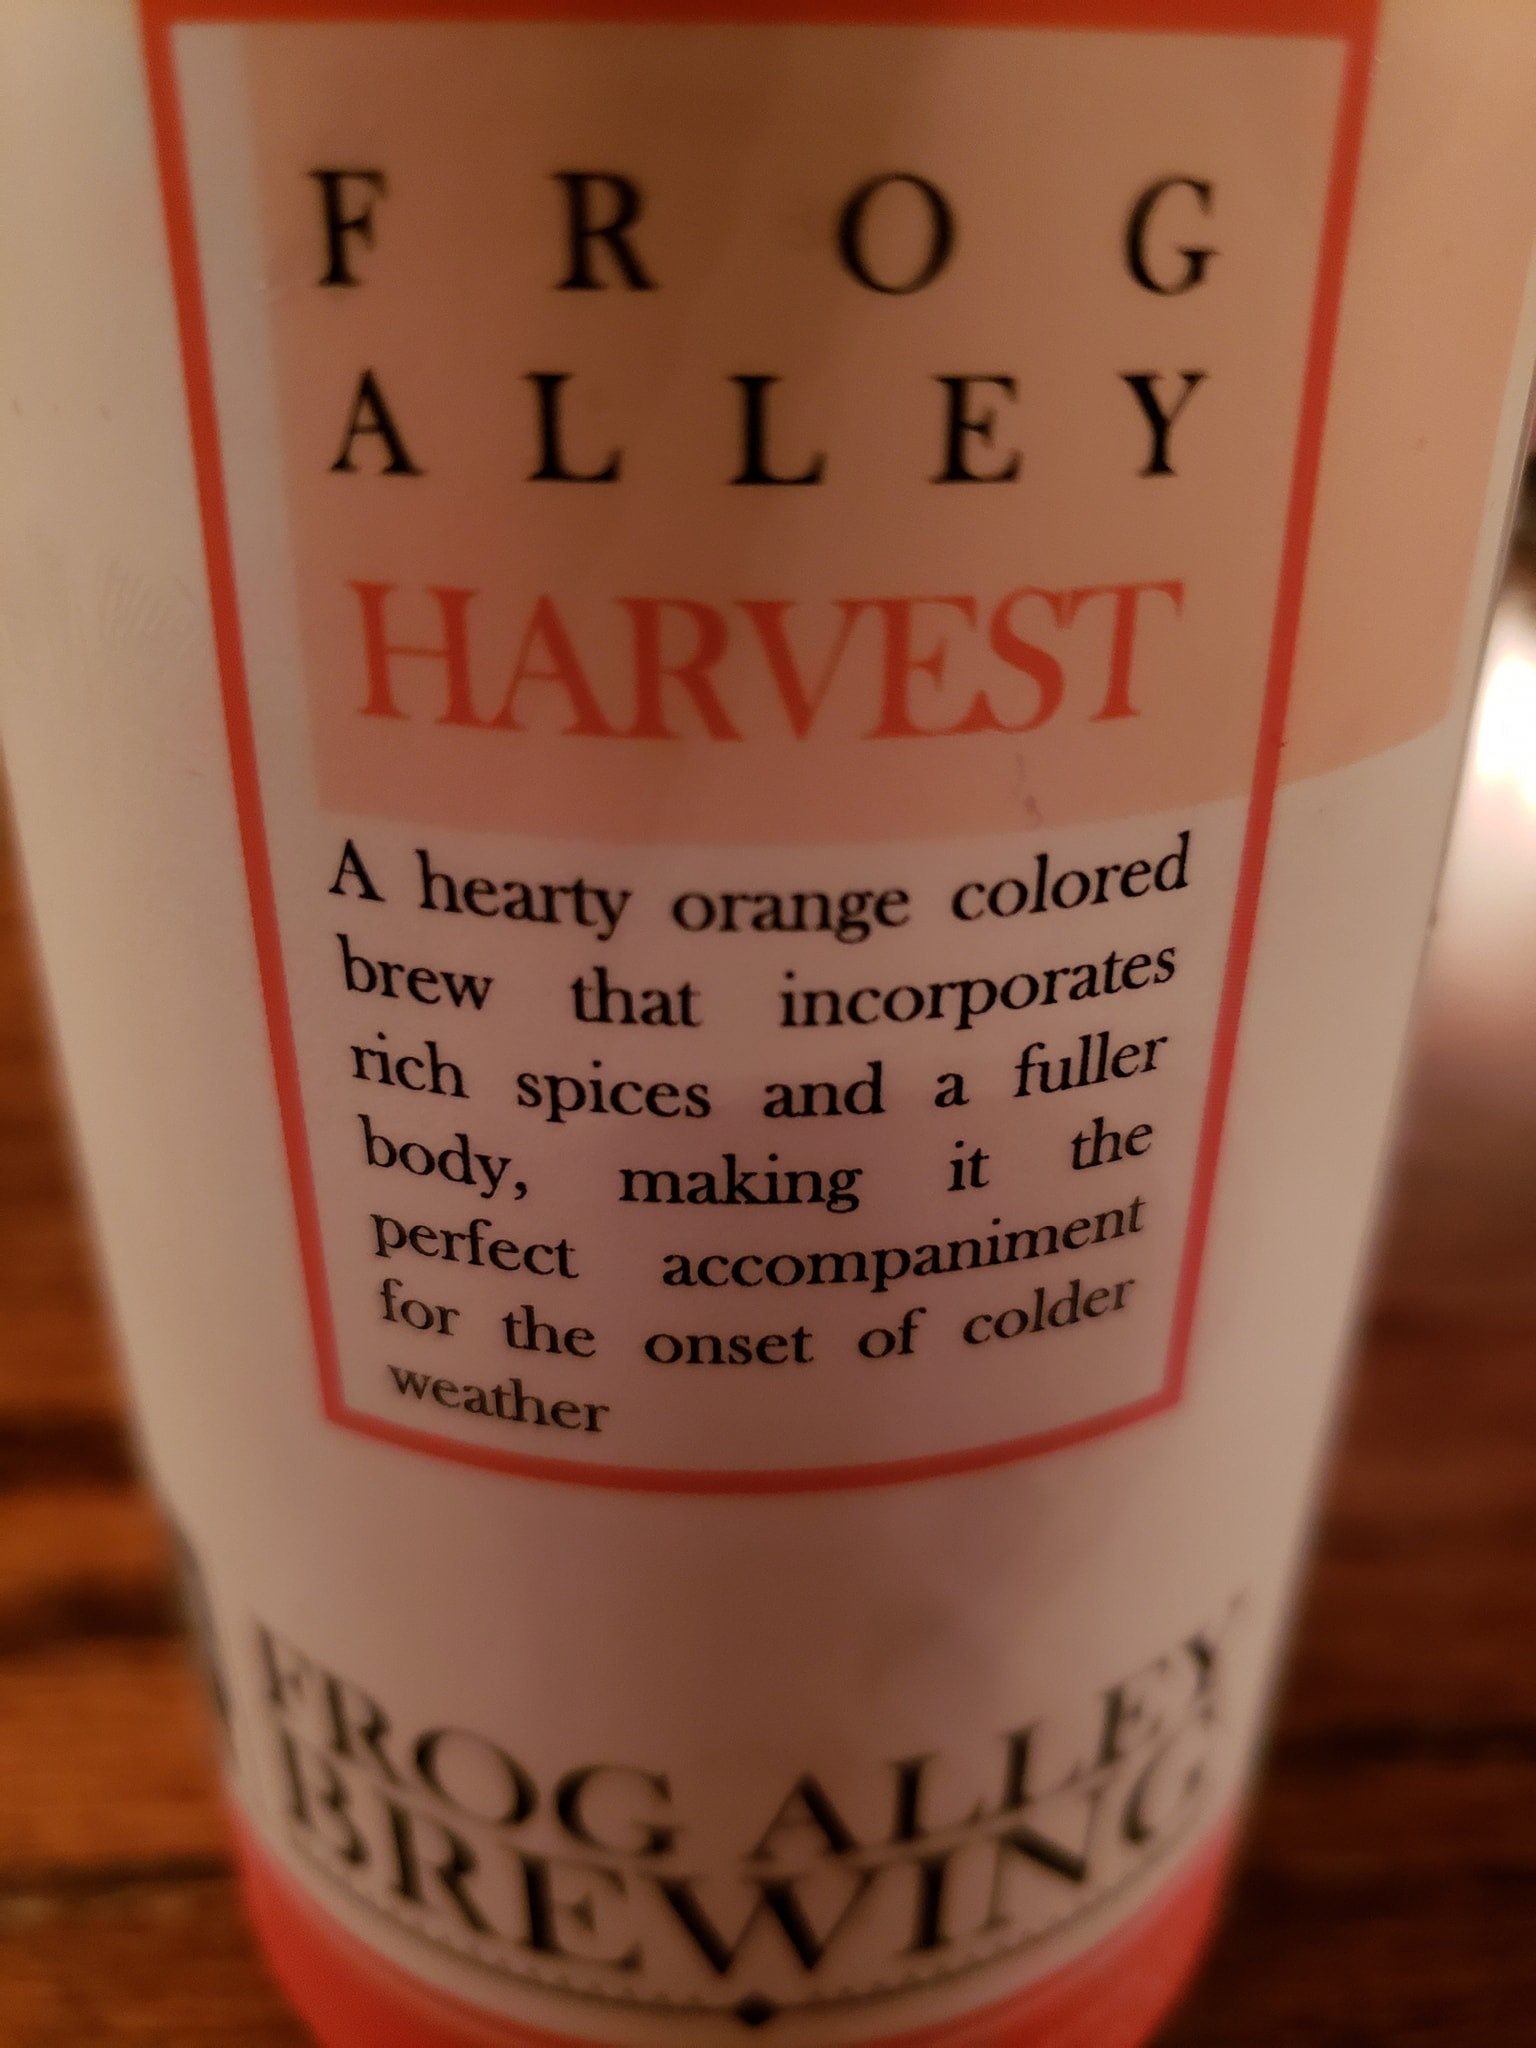 FROG
ALLEY
HARVEST
A hearty orange colored
brew that incorporates
rich spices and a fuller
body, making it the
perfect accompaniment
for the onset of colder
weather
FROG ALLEY
BREWING